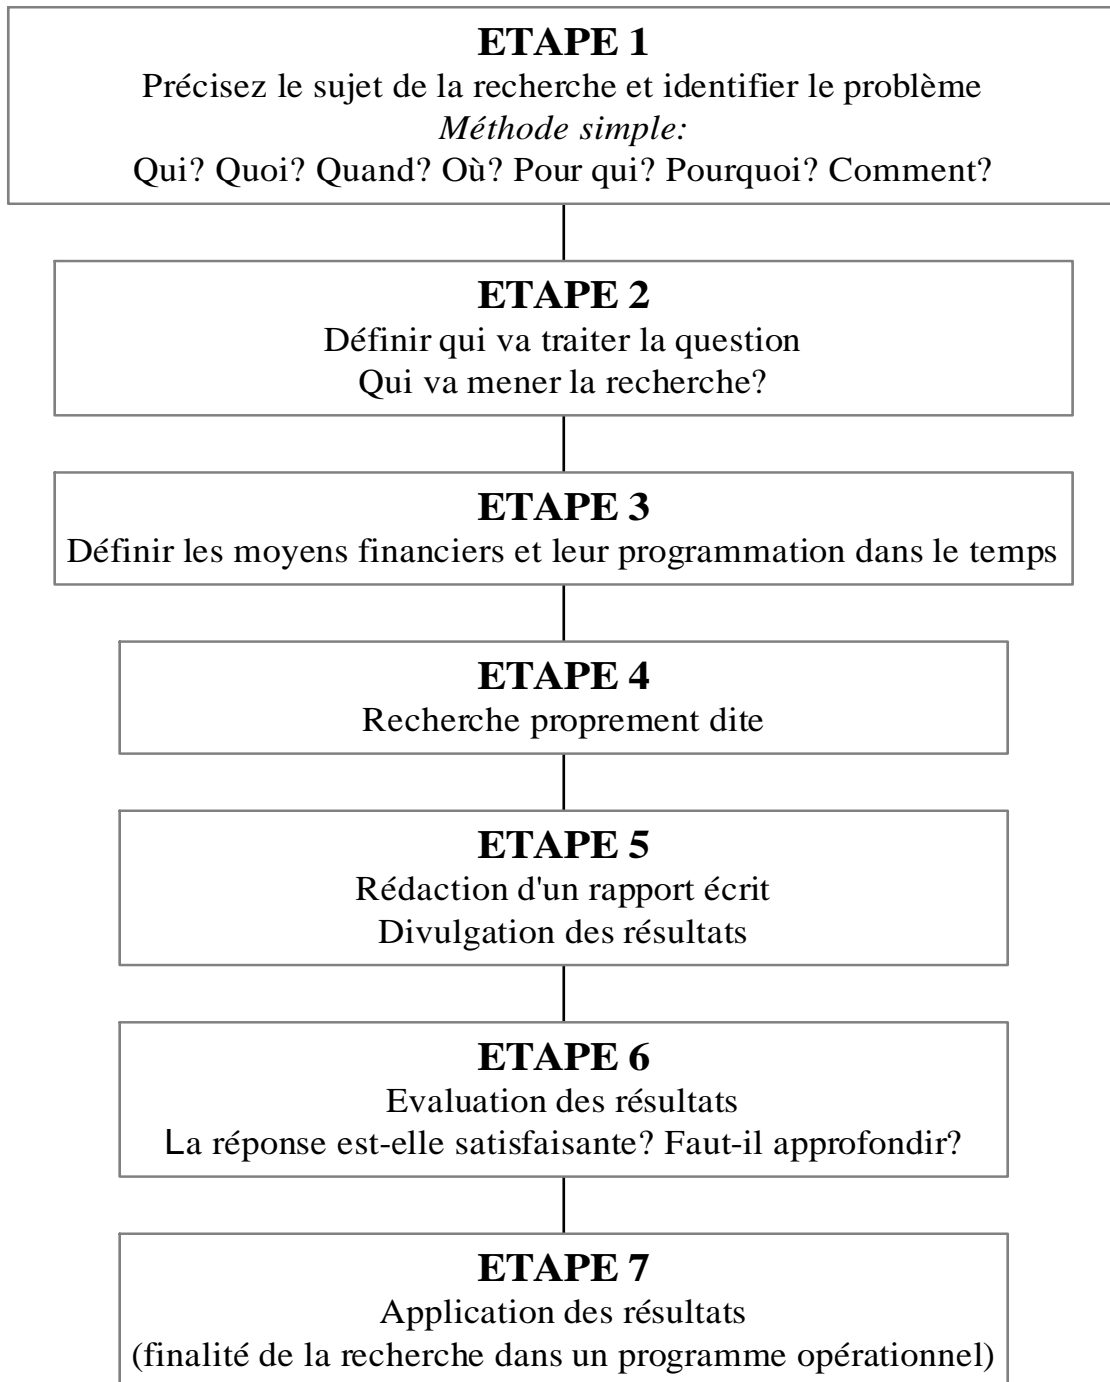 ETAPE 1
Précisez le sujet de la recherche et identifier le problème
Méthode simple:
Qui? Quoi? Quand? Où? Pour qui? Pourquoi? Comment?
ETAPE 2
Définir qui va traiter la question
Qui va mener la recherche?
ETAPE 3
Définir les moyens financiers et leur programmation dans le temps
ETAPE 4
Recherche proprement dite
ETAPE 5
Rédaction d'un rapport écrit
Divulgation des résultats
ETAPE 6
Evaluation des résultats
La réponse est-elle satisfaisante? Faut-il approfondir?
ETAPE 7
Application des résultats
(finalité de la recherche dans un programme opérationnel)